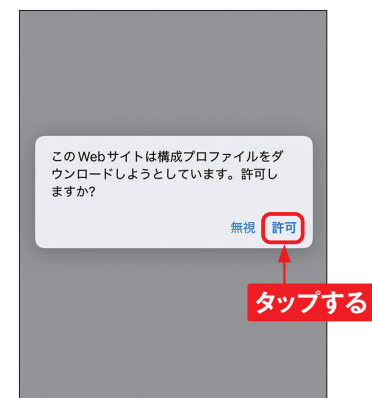 このWebサイトは構成プロファイルをダ
ウンロードしようとしています。許可し
ますか?
無視 許可
タップする